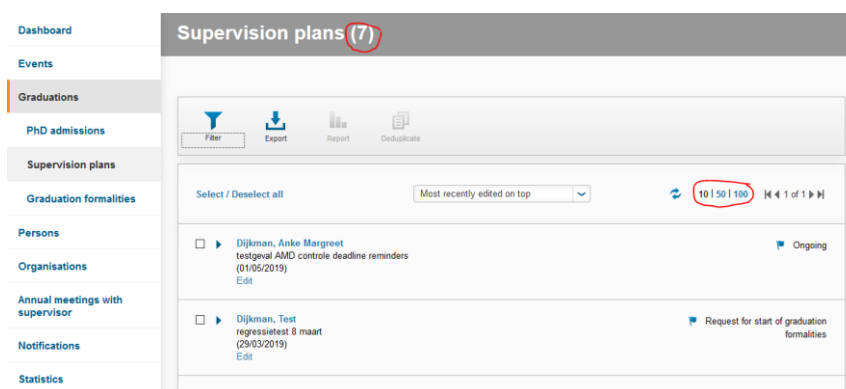 Dashboard
Events
Graduations
PhD admissions
Supervision plans
Graduation formalities
Persons
Organisations
Annual meetings with
supervisor
Notifications
Statistics
Supervision plans (7)
Filter Export Report Deduplicate
Select / Deselect all Most recently edited on top 10 | 50 | 100 1 of 1
Dijkman, Anke Margreet Ongoing
testgeval AMD controle deadline reminders
(01/05/2019)
Edit
Dijkman, Test Request for start of graduation
regressietest 8 maart formalities
(29/03/2019)
Edit